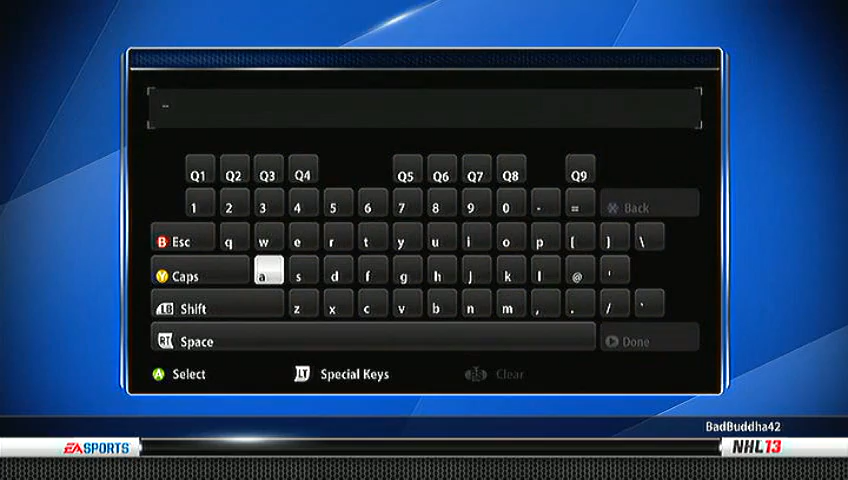 Q1 Q2 Q3 Q4 Q5 Q6 Q7 Q8 Q9
1 2 3 4 5 6 7 8 9 0 - = Back
B Esc q w e r t y u i o p [ ] \
Y Caps a s d f g h j k l @ '
LB Shift z x c v b n m , . / `
RT Space Done
A Select LT Special Keys RS Clear
BadBuddha42
EA SPORTS NHL13